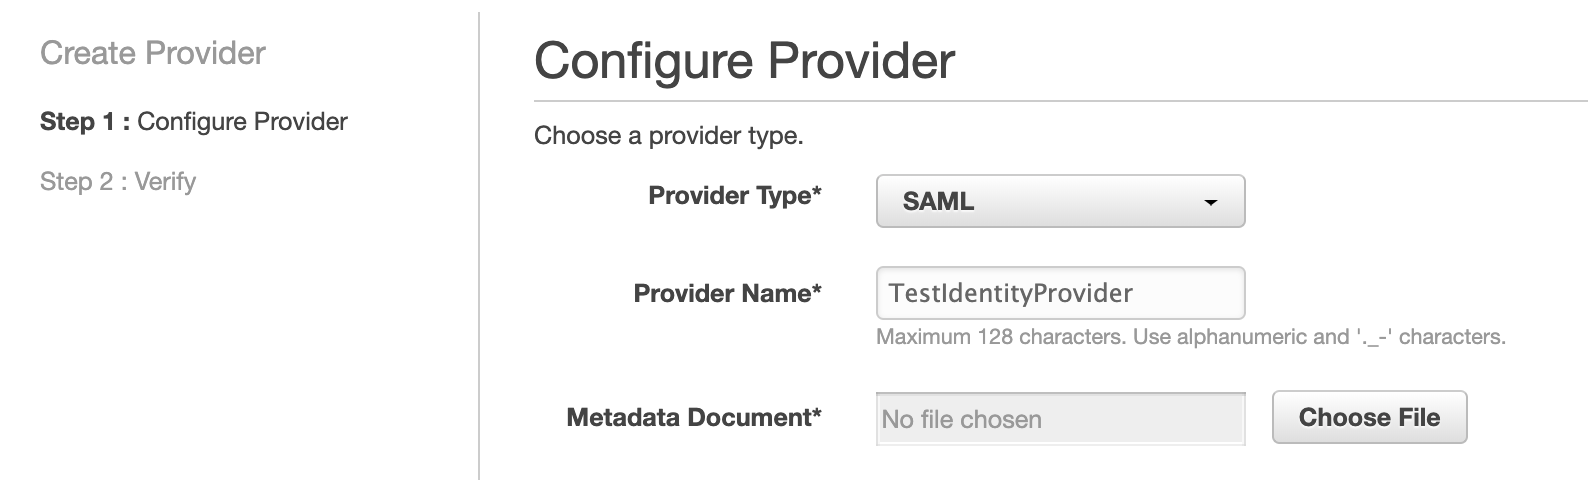 Create Provider
Step 1 : Configure Provider
Step 2 : Verify
Configure Provider
Choose a provider type.
Provider Type* SAML
Provider Name* TestIdentityProvider
Maximum 128 characters. Use alphanumeric and '._-' characters.
Metadata Document* No file chosen Choose File